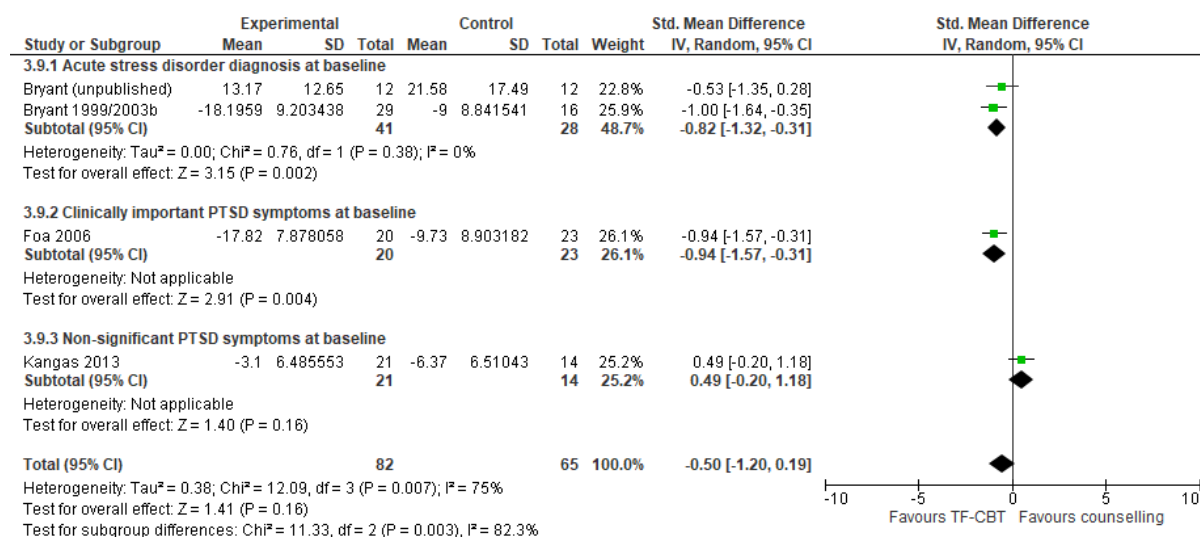 Experimental Control Std. Mean Difference Std. Mean Difference
Study or Subgroup Mean SD Total Mean SD Total Weight IV, Random, 95% CI IV, Random, 95% CI
3.9.1 Acute stress disorder diagnosis at baseline
Bryant (unpublished) 13.17 12.65 12 21.58 17.49 12 22.8% -0.53 [-1.35, 0.28]
Bryant 1999/2003b -18.1959 9.203438 29 -9 8.841541 16 25.9% -1.00 [-1.64, -0.35]
Subtotal (95% CI) 41 28 48.7% -0.82 [-1.32, -0.31]
Heterogeneity: Tau² = 0.00; Chi² = 0.76, df = 1 (P = 0.38); I² = 0%
Test for overall effect: Z = 3.15 (P = 0.002)
3.9.2 Clinically important PTSD symptoms at baseline
Foa 2006 -17.82 7.878058 20 -9.73 8.903182 23 26.1% -0.94 [-1.57, -0.31]
Subtotal (95% CI) 20 23 26.1% -0.94 [-1.57, -0.31]
Heterogeneity: Not applicable
Test for overall effect: Z = 2.91 (P = 0.004)
3.9.3 Non-significant PTSD symptoms at baseline
Kangas 2013 -3.1 6.485553 21 -6.37 6.51043 14 25.2% 0.49 [-0.20, 1.18]
Subtotal (95% CI) 21 14 25.2% 0.49 [-0.20, 1.18]
Heterogeneity: Not applicable
Test for overall effect: Z = 1.40 (P = 0.16)
Total (95% CI) 82 65 100.0% -0.50 [-1.20, 0.19]
Heterogeneity: Tau² = 0.38; Chi² = 12.09, df = 3 (P = 0.007); I² = 75%
Test for overall effect: Z = 1.41 (P = 0.16)
Test for subgroup differences: Chi² = 11.33, df = 2 (P = 0.003), I² = 82.3%
-10 -5 0 5 10
Favours TF-CBT Favours counselling